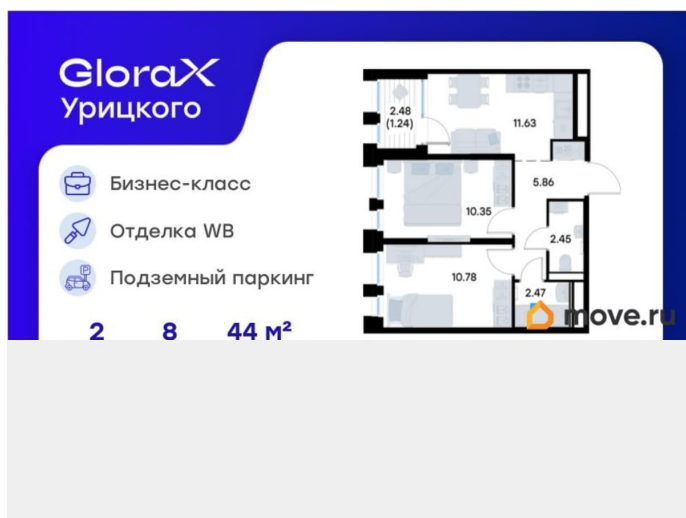 GloraX
Урицкого
Бизнес-класс
Отделка WB
Подземный паркинг
2 8 44 м²
2.48
(1.24)
11.63
5.86
10.35
2.45
10.78
2.47
move.ru